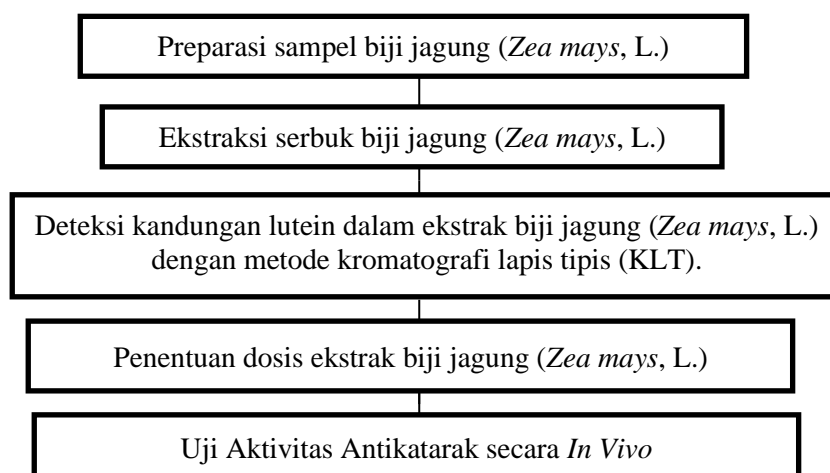 Preparasi sampel biji jagung (Zea mays, L.)
Ekstraksi serbuk biji jagung (Zea mays, L.)
Deteksi kandungan lutein dalam ekstrak biji jagung (Zea mays, L.)
dengan metode kromatografi lapis tipis (KLT).
Penentuan dosis ekstrak biji jagung (Zea mays, L.)
Uji Aktivitas Antikatarak secara In Vivo